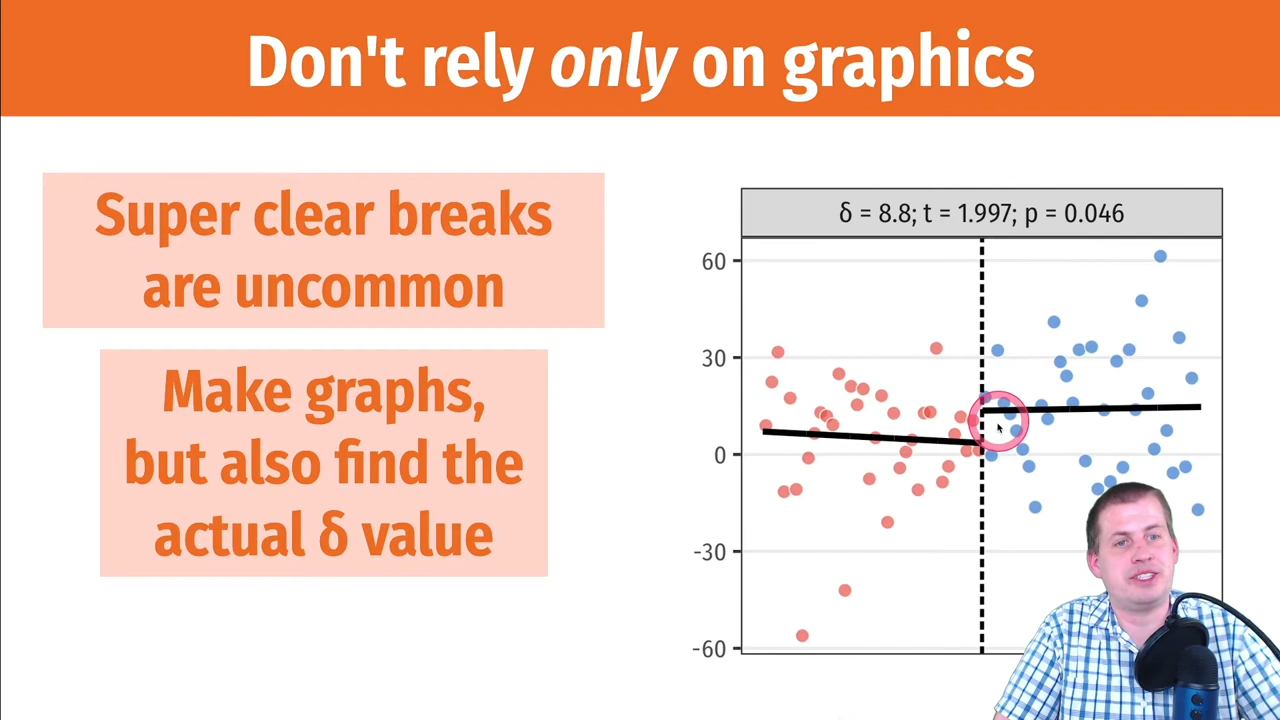 Don't rely only on graphics
Super clear breaks
are uncommon
Make graphs,
but also find the
actual δ value
δ = 8.8; t = 1.997; p = 0.046
60
30
0
-30
-60